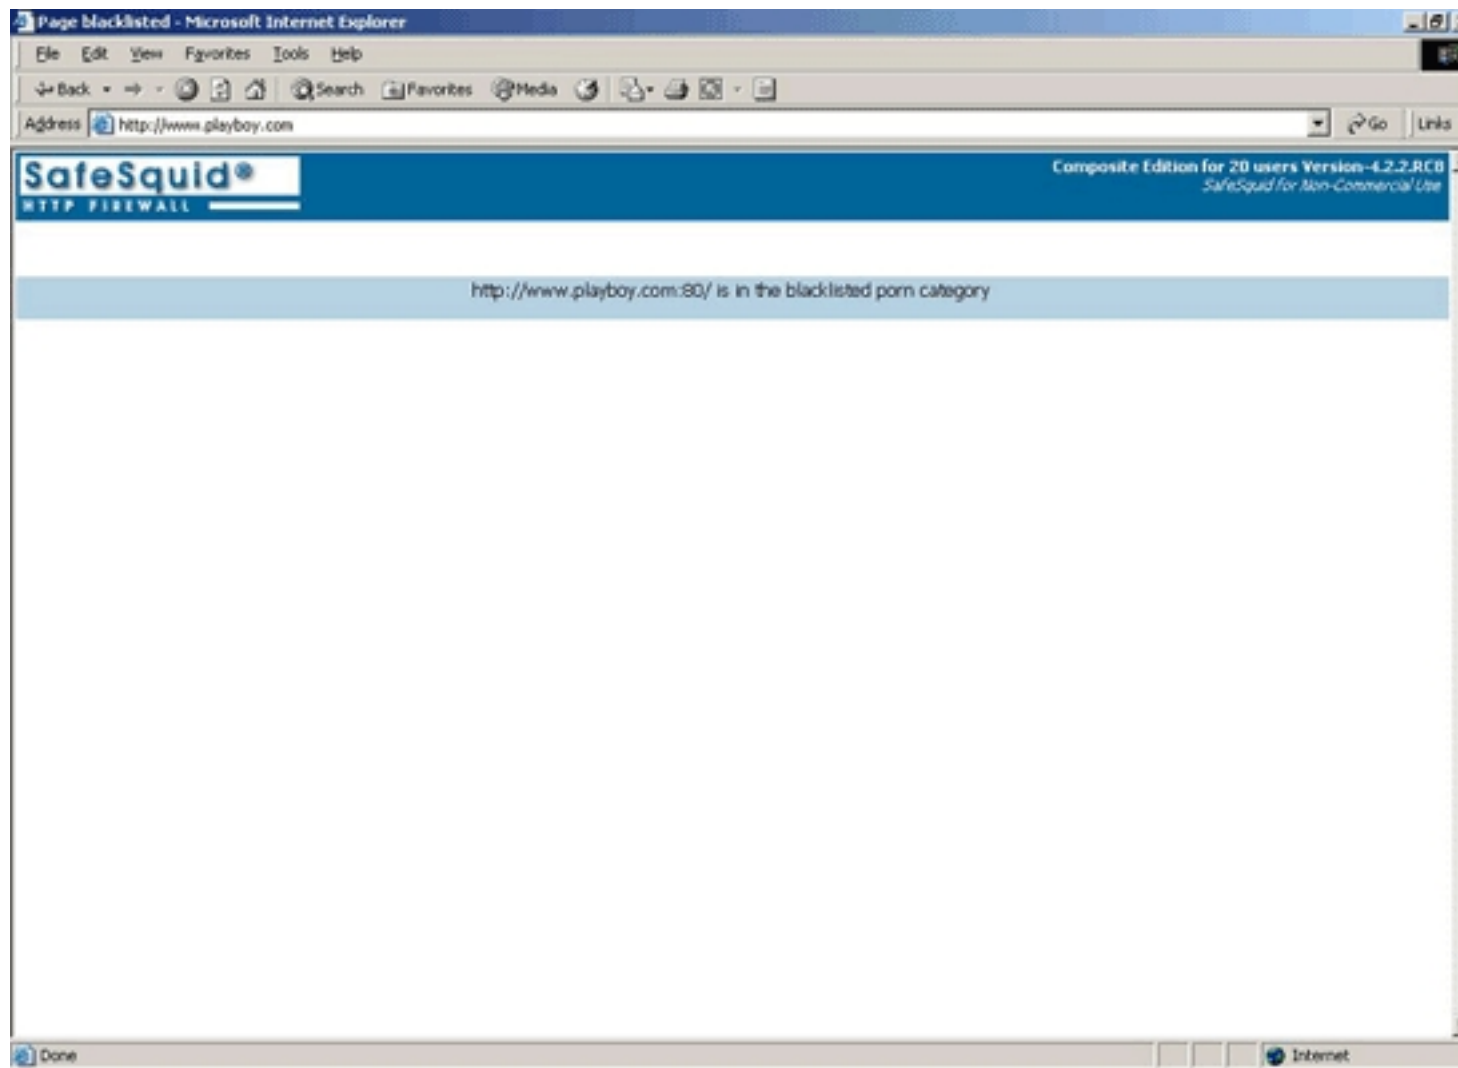 Page blacklisted - Microsoft Internet Explorer
File Edit View Favorites Tools Help
Back Search Favorites Media
Address http://www.playboy.com Go Links
SafeSquid®
HTTP FIREWALL
Composite Edition for 20 users Version-4.2.2.RC8
SafeSquid for Non-Commercial Use
http://www.playboy.com:80/ is in the blacklisted porn category
Done Internet